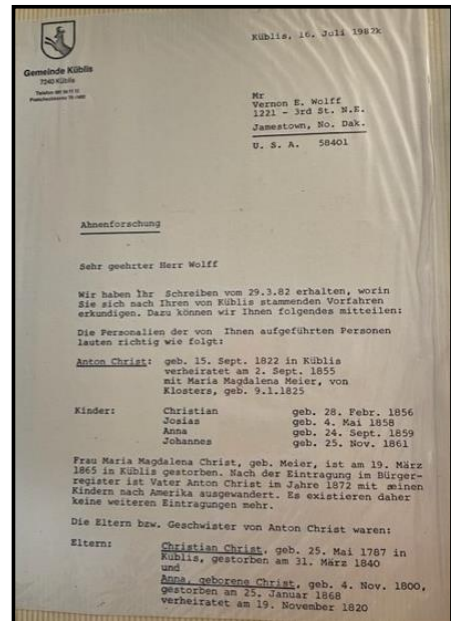 Gemeinde Küblis
7240 Küblis
Küblis, 16. Juli 1982k
Mr
Vernon E. Wolff
1221 - 3rd St. N.E.
Jamestown, No. Dak.
U. S. A. 58401
Ahnenforschung
Sehr geehrter Herr Wolff
Wir haben Ihr Schreiben vom 29.3.82 erhalten, worin
Sie sich nach Ihren von Küblis stammenden Vorfahren
erkundigen. Dazu können wir Ihnen folgendes mitteilen:
Die Personalien der von Ihnen aufgeführten Personen
lauten richtig wie folgt:
Anton Christ: geb. 15. Sept. 1822 in Küblis
verheiratet am 2. Sept. 1855
mit Maria Magdalena Meier, von
Klosters, geb. 9.1.1825
Kinder: Christian geb. 28. Febr. 1856
Josias geb. 4. Mai 1858
Anna geb. 24. Sept. 1859
Johannes geb. 25. Nov. 1861
Frau Maria Magdalena Christ, geb. Meier, ist am 19. März
1865 in Küblis gestorben. Nach der Eintragung im Bürger-
register ist Vater Anton Christ im Jahre 1872 mit seinen
Kindern nach Amerika ausgewandert. Es existieren daher
keine weiteren Eintragungen mehr.
Die Eltern bzw. Geschwister von Anton Christ waren:
Eltern: Christian Christ, geb. 25. Mai 1787 in
Küblis, gestorben am 31. März 1840
und
Anna, geborene Christ, geb. 4. Nov. 1800,
gestorben am 25. Januar 1868
verheiratet am 19. November 1820